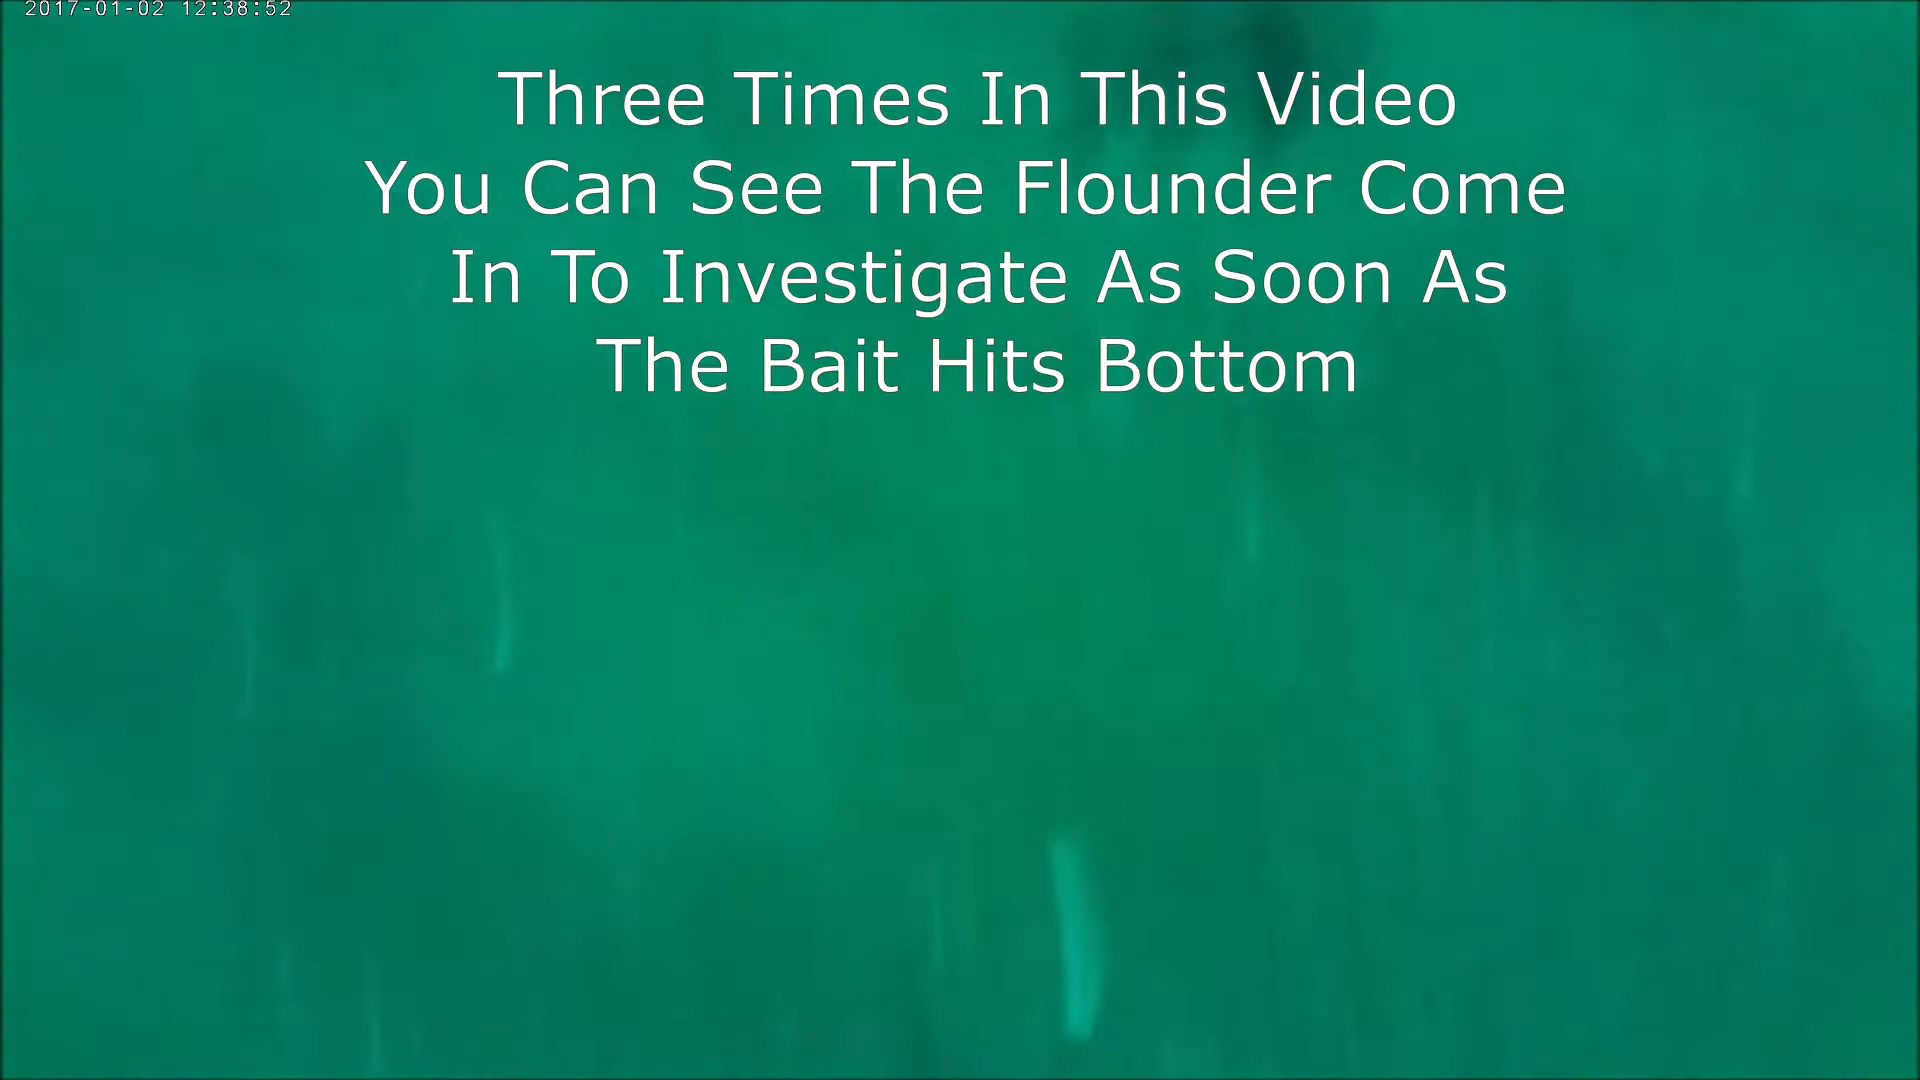 2017-01-02 12:38:52
Three Times In This Video
You Can See The Flounder Come
In To Investigate As Soon As
The Bait Hits Bottom